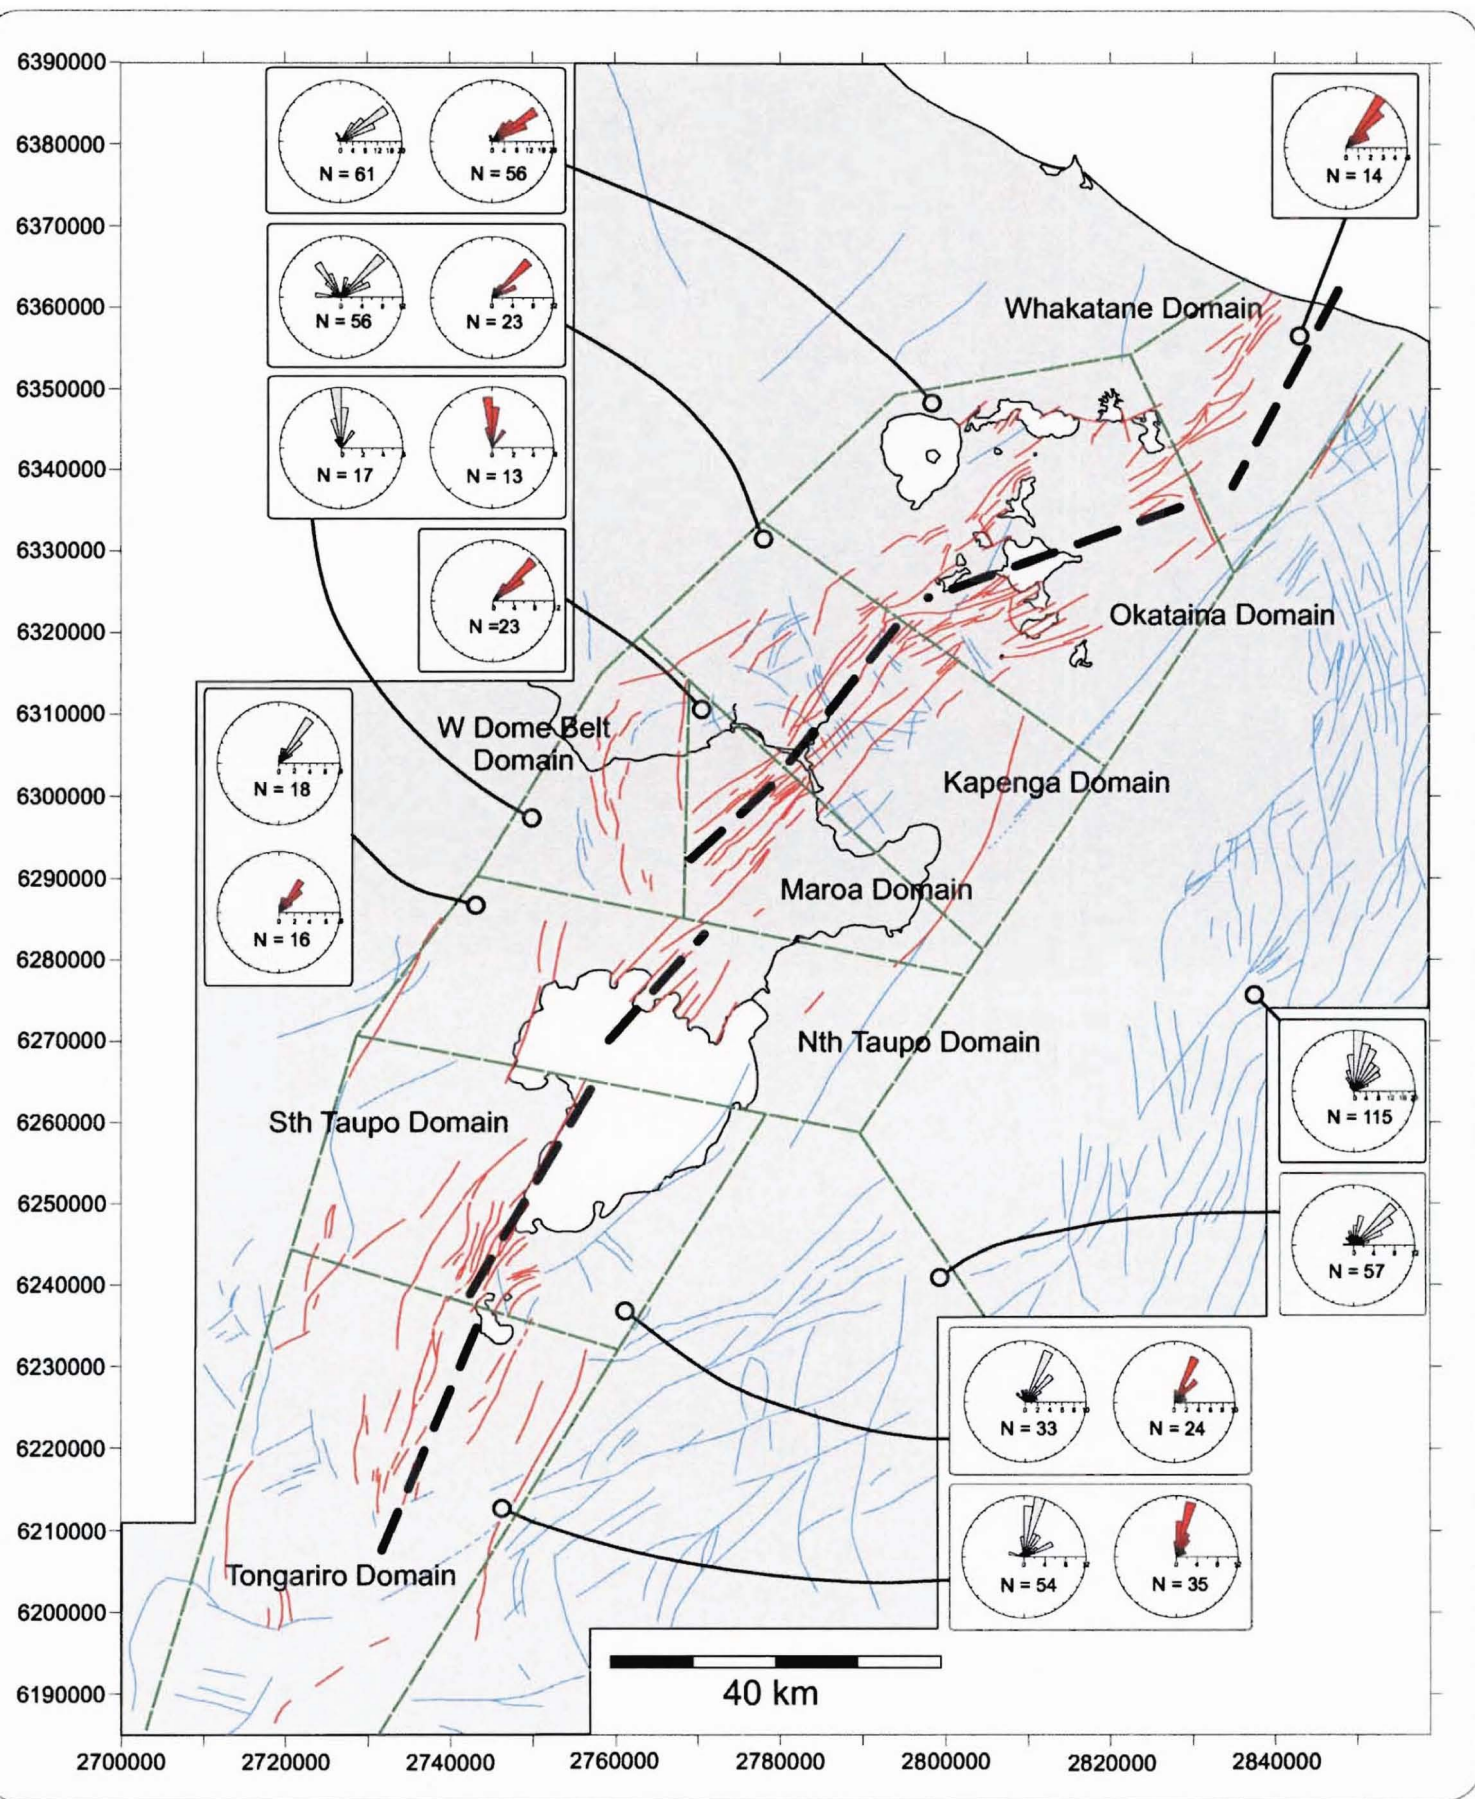 6390000
6380000
6370000
6360000
6350000
6340000
6330000
6320000
6310000
6300000
6290000
6280000
6270000
6260000
6250000
6240000
6230000
6220000
6210000
6200000
6190000
N = 61
N = 56
N = 14
N = 56
N = 23
N = 17
N = 13
N =23
N = 18
N = 16
Whakatane Domain
Okataina Domain
W Dome Belt
Domain
Kapenga Domain
Maroa Domain
Nth Taupo Domain
Sth Taupo Domain
Tongariro Domain
N = 115
N = 57
N = 33
N = 24
N = 54
N = 35
40 km
2700000 2720000 2740000 2760000 2780000 2800000 2820000 2840000